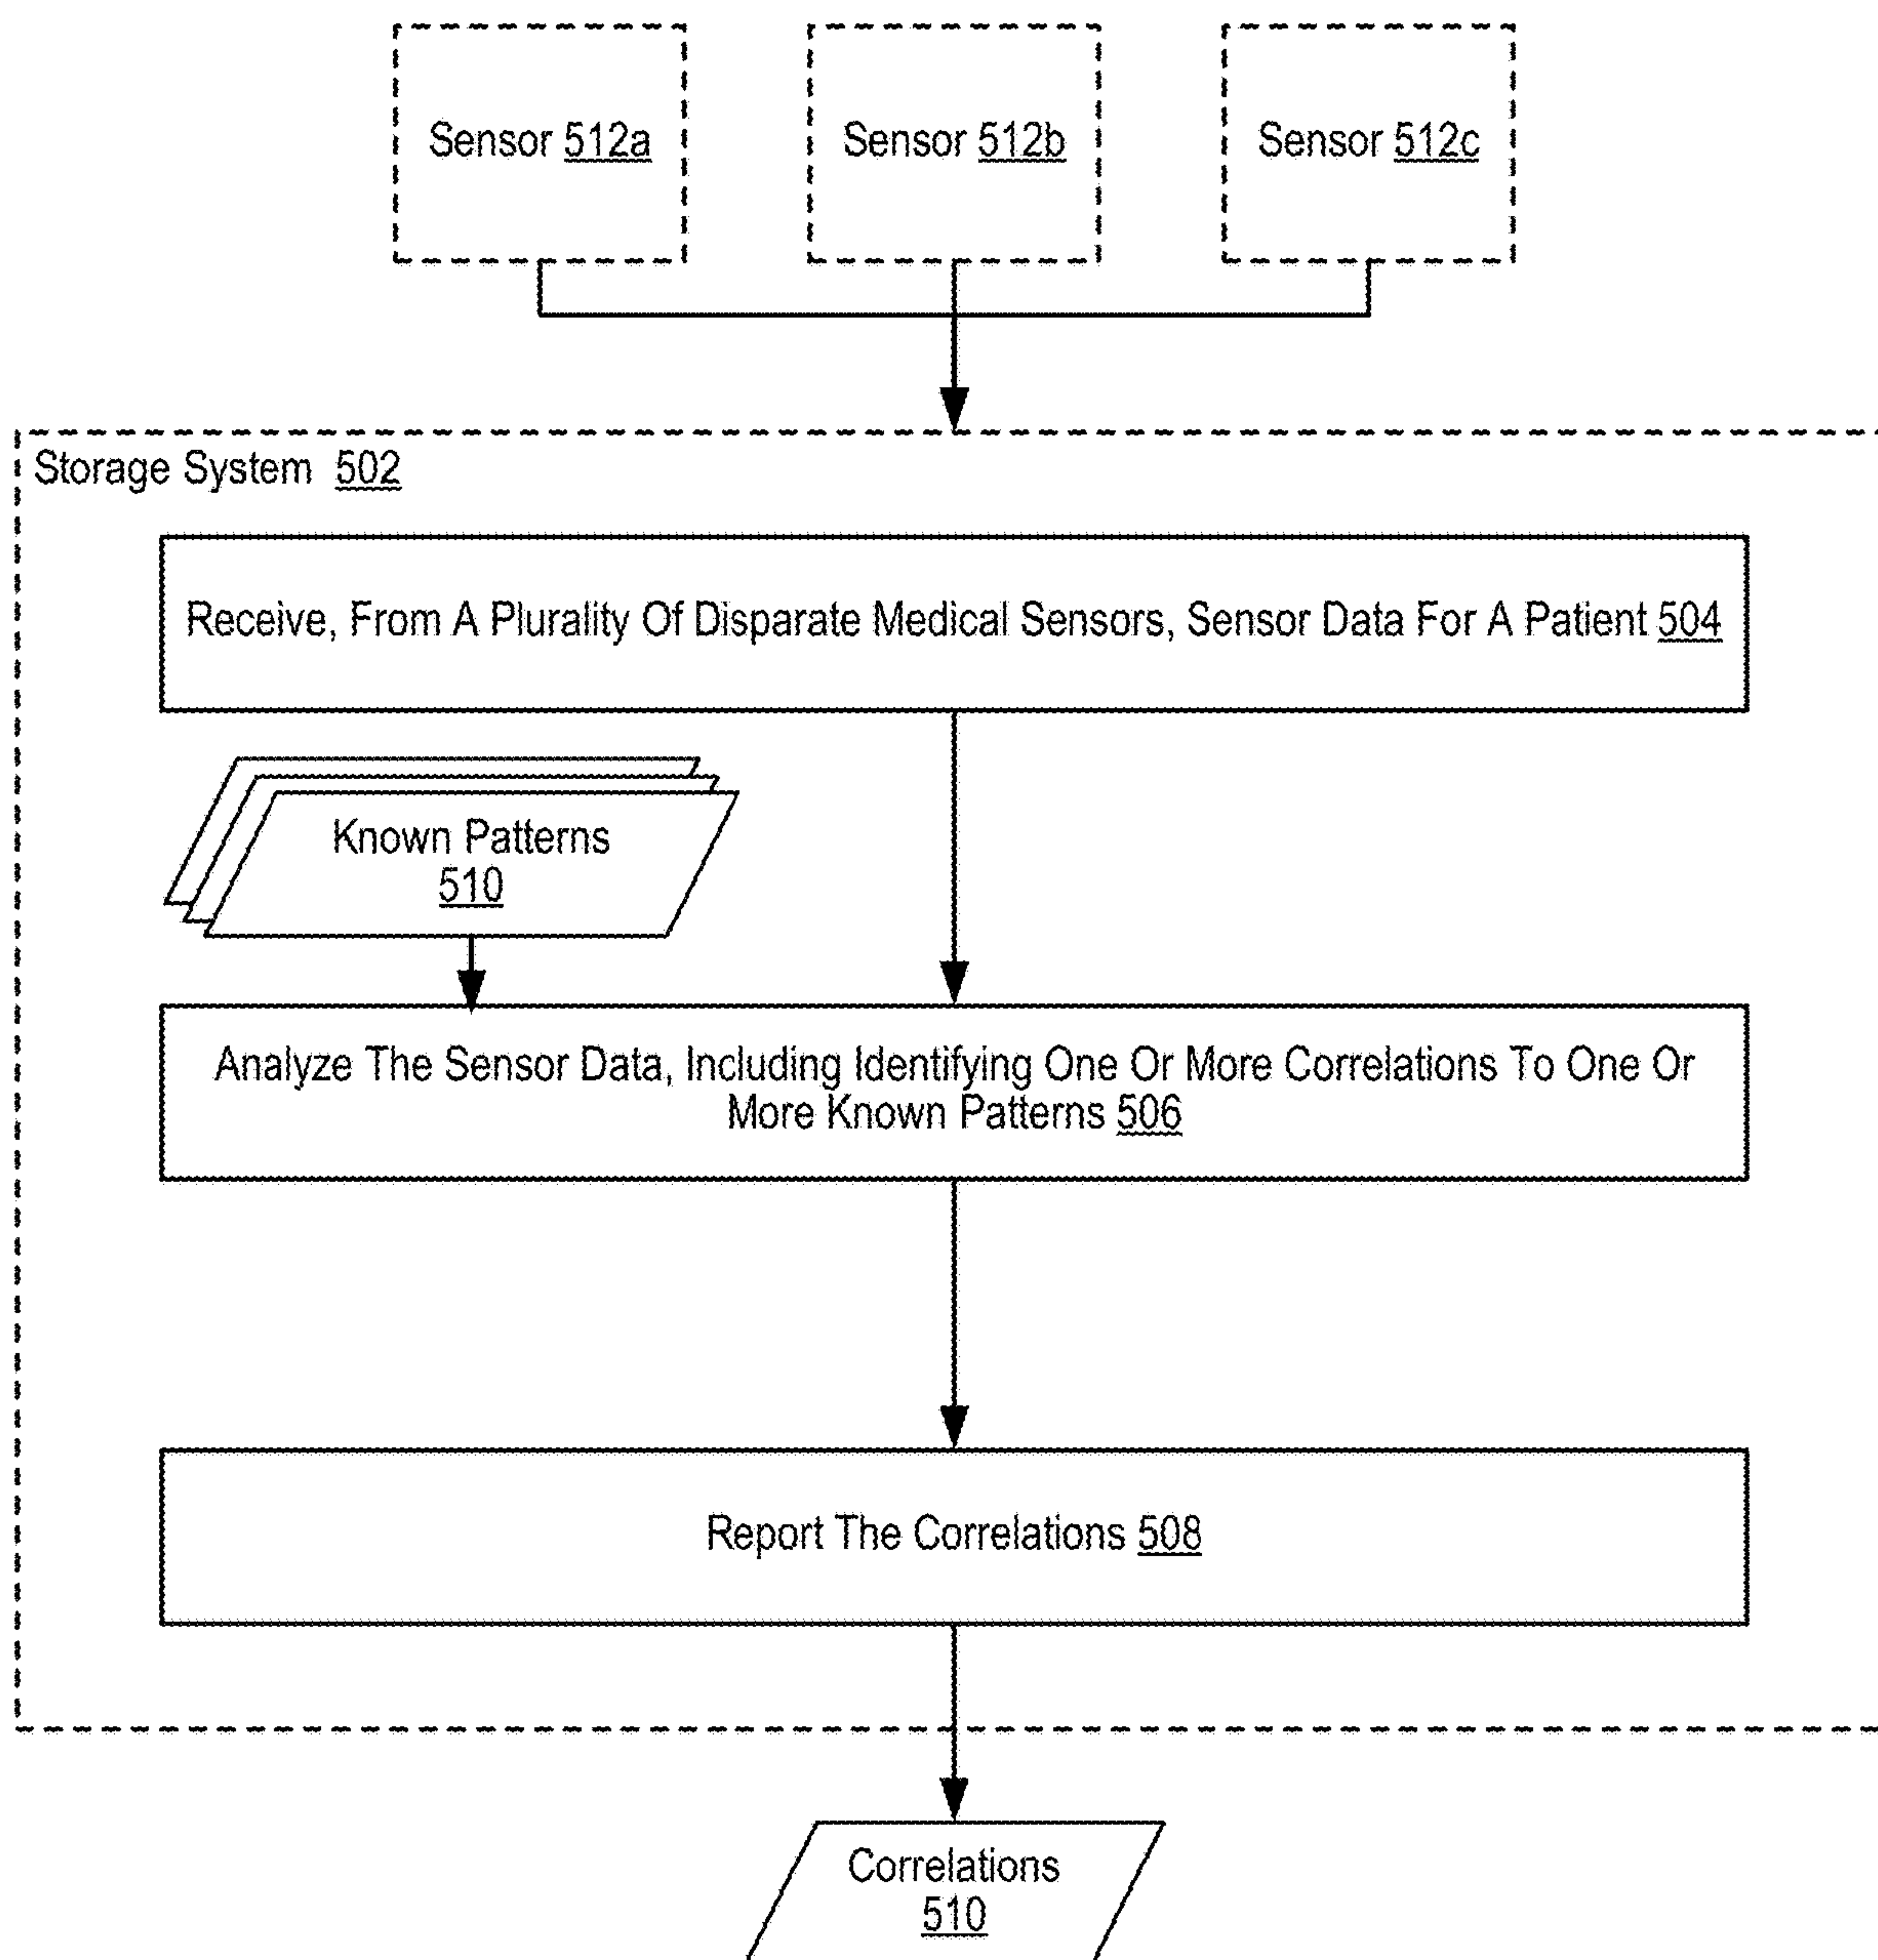 Sensor 512a
Sensor 512b
Sensor 512c
Storage System 502
Receive, From A Plurality Of Disparate Medical Sensors, Sensor Data For A Patient 504
Known Patterns
510
Analyze The Sensor Data, Including Identifying One Or More Correlations To One Or
More Known Patterns 506
Report The Correlations 508
Correlations
510